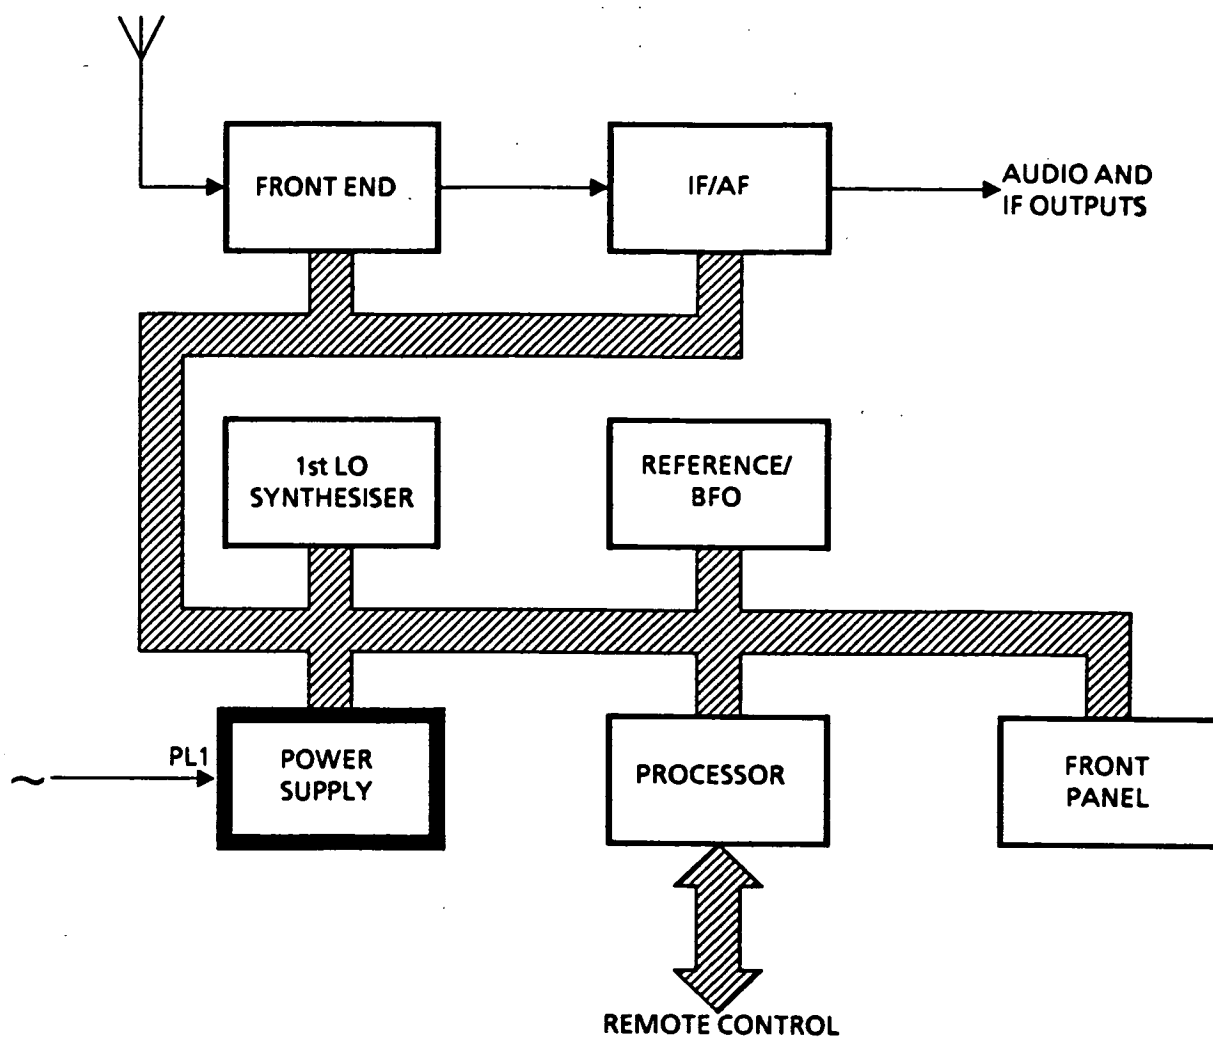 FRONT END
IF/AF
AUDIO AND
IF OUTPUTS
1st LO
SYNTHESISER
REFERENCE/
BFO
PL1
~
POWER
SUPPLY
PROCESSOR
FRONT
PANEL
REMOTE CONTROL